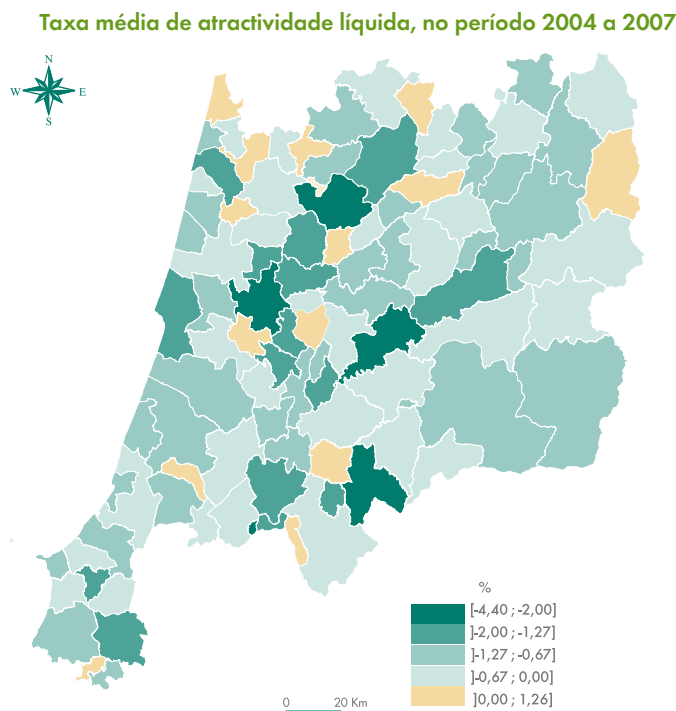 Taxa média de atractividade líquida, no período 2004 a 2007
N
W E
S
%
[-4,40 ; -2,00]
]-2,00 ; -1,27]
]-1,27 ; -0,67]
]-0,67 ; 0,00]
]0,00 ; 1,26]
0 20 Km